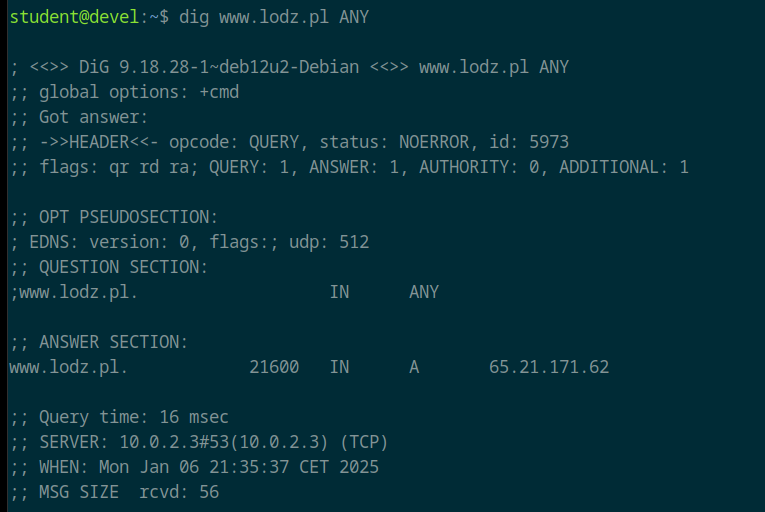 student@devel:~$ dig www.lodz.pl ANY
; <<>> DiG 9.18.28-1~deb12u2-Debian <<>> www.lodz.pl ANY
;; global options: +cmd
;; Got answer:
;; ->>HEADER<<- opcode: QUERY, status: NOERROR, id: 5973
;; flags: qr rd ra; QUERY: 1, ANSWER: 1, AUTHORITY: 0, ADDITIONAL: 1
;; OPT PSEUDOSECTION:
; EDNS: version: 0, flags:; udp: 512
;; QUESTION SECTION:
;www.lodz.pl. IN ANY
;; ANSWER SECTION:
www.lodz.pl. 21600 IN A 65.21.171.62
;; Query time: 16 msec
;; SERVER: 10.0.2.3#53(10.0.2.3) (TCP)
;; WHEN: Mon Jan 06 21:35:37 CET 2025
;; MSG SIZE  rcvd: 56